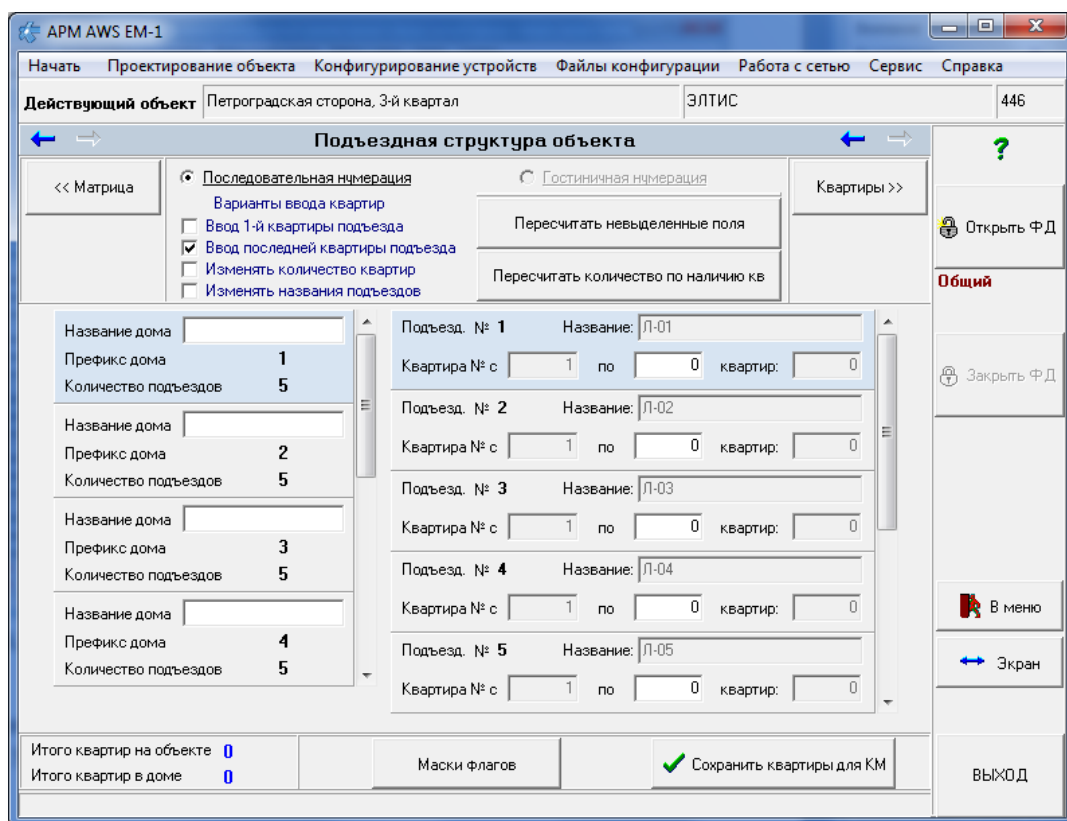 АРМ AWS EM-1
Начать Проектирование объекта Конфигурирование устройств Файлы конфигурации Работа с сетью Сервис Справка
Действующий объект Петроградская сторона, 3-й квартал ЭЛТИС 446
Подъездная структура объекта
<< Матрица
Последовательная нумерация
Гостиничная нумерация
Варианты ввода квартир
Ввод 1-й квартиры подъезда
Ввод последней квартиры подъезда
Изменять количество квартир
Изменять названия подъездов
Пересчитать невыделенные поля
Пересчитать количество по наличию кв
Квартиры >>
?
Открыть ФД
Общий
Закрыть ФД
В меню
Экран
ВЫХОД
Название дома
Префикс дома 1
Количество подъездов 5
Название дома
Префикс дома 2
Количество подъездов 5
Название дома
Префикс дома 3
Количество подъездов 5
Название дома
Префикс дома 4
Количество подъездов 5
Подъезд. № 1 Название: Л-01
Квартира № с 1 по 0 квартир: 0
Подъезд. № 2 Название: Л-02
Квартира № с 1 по 0 квартир: 0
Подъезд. № 3 Название: Л-03
Квартира № с 1 по 0 квартир: 0
Подъезд. № 4 Название: Л-04
Квартира № с 1 по 0 квартир: 0
Подъезд. № 5 Название: Л-05
Квартира № с 1 по 0 квартир: 0
Итого квартир на объекте 0
Итого квартир в доме 0
Маски флагов
Сохранить квартиры для КМ